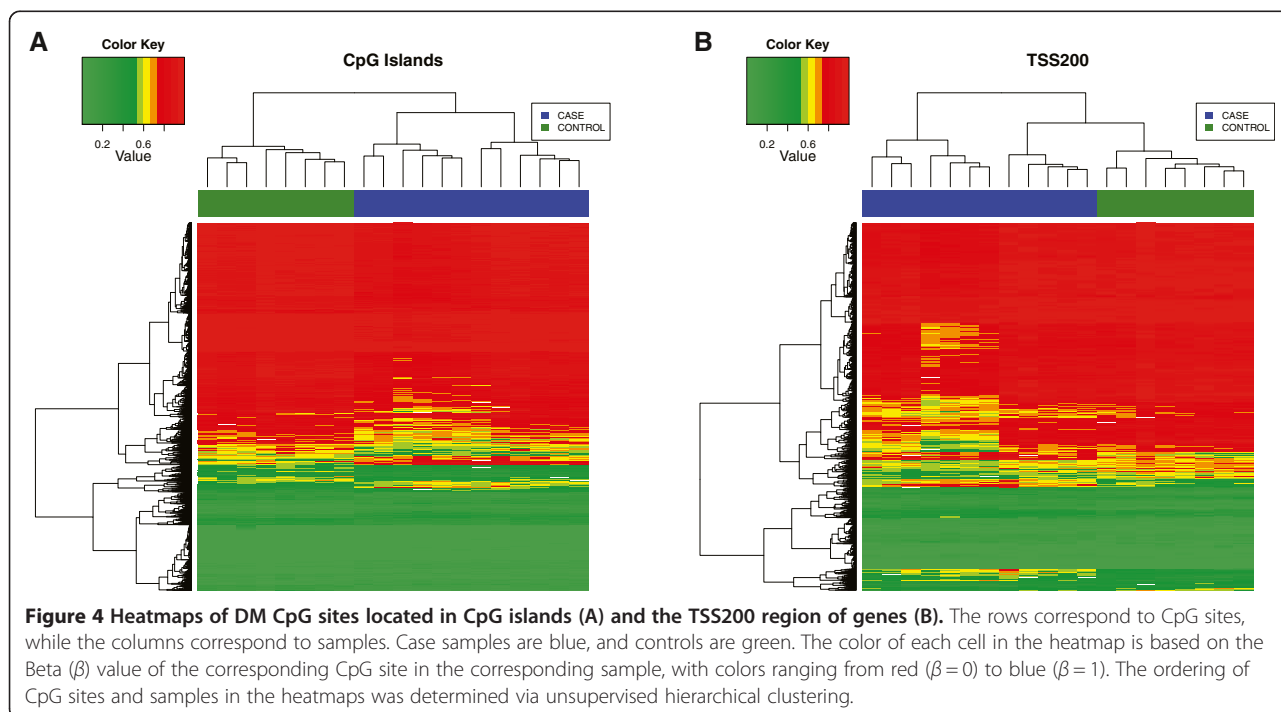 A
Color Key
0.2 0.6
Value
CpG Islands
CASE
CONTROL
B
Color Key
0.2 0.6
Value
TSS200
CASE
CONTROL
Figure 4 Heatmaps of DM CpG sites located in CpG islands (A) and the TSS200 region of genes (B). The rows correspond to CpG sites,
while the columns correspond to samples. Case samples are blue, and controls are green. The color of each cell in the heatmap is based on the
Beta (β) value of the corresponding CpG site in the corresponding sample, with colors ranging from red (β = 0) to blue (β = 1). The ordering of
CpG sites and samples in the heatmaps was determined via unsupervised hierarchical clustering.